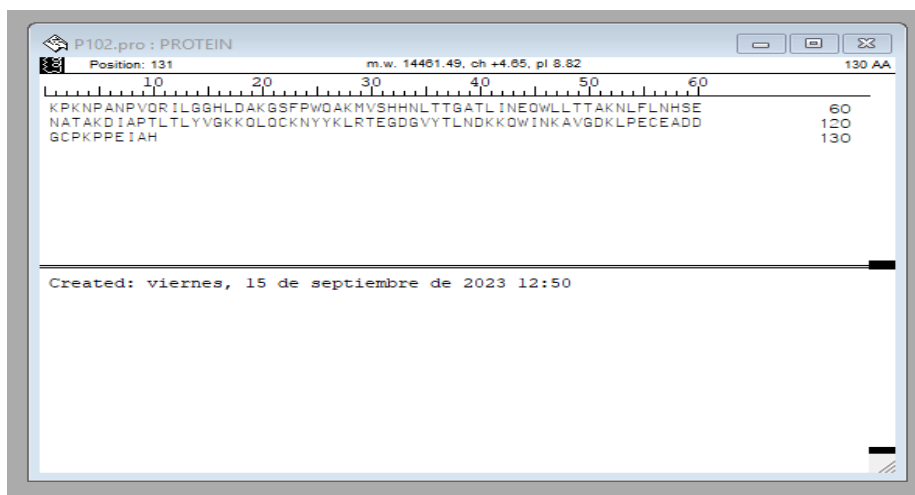 P102.pro : PROTEIN
Position: 131 m.w. 14461.49, ch +4.65, pI 8.82 130 AA
10 20 30 40 50 60
KPKNPANPVQRILGGHLDAKGSFPWQAKMVSHHNLTTGATLINEQWLLTTAKNLFLNHSE 60
NATAKDIAPTLTLYVGKKQLQCKNYYKLRTEGDGVYTLNDKKQWINKAVGDKLPECEADD 120
GCPKPPEIAH 130
Created: viernes, 15 de septiembre de 2023 12:50